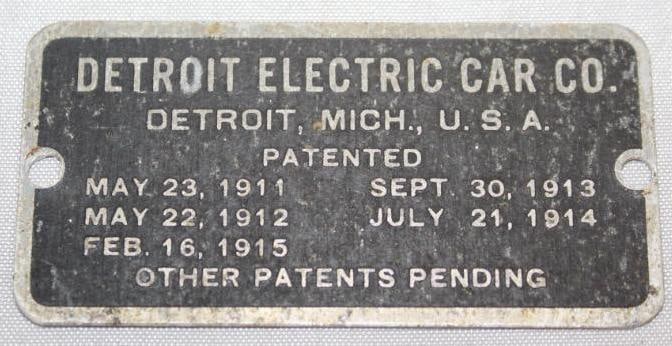 DETROIT ELECTRIC CAR CO.
DETROIT, MICH., U. S. A.
PATENTED
MAY 23, 1911 SEPT. 30, 1913
MAY 22, 1912 JULY 21, 1914
FEB. 16, 1915
OTHER PATENTS PENDING